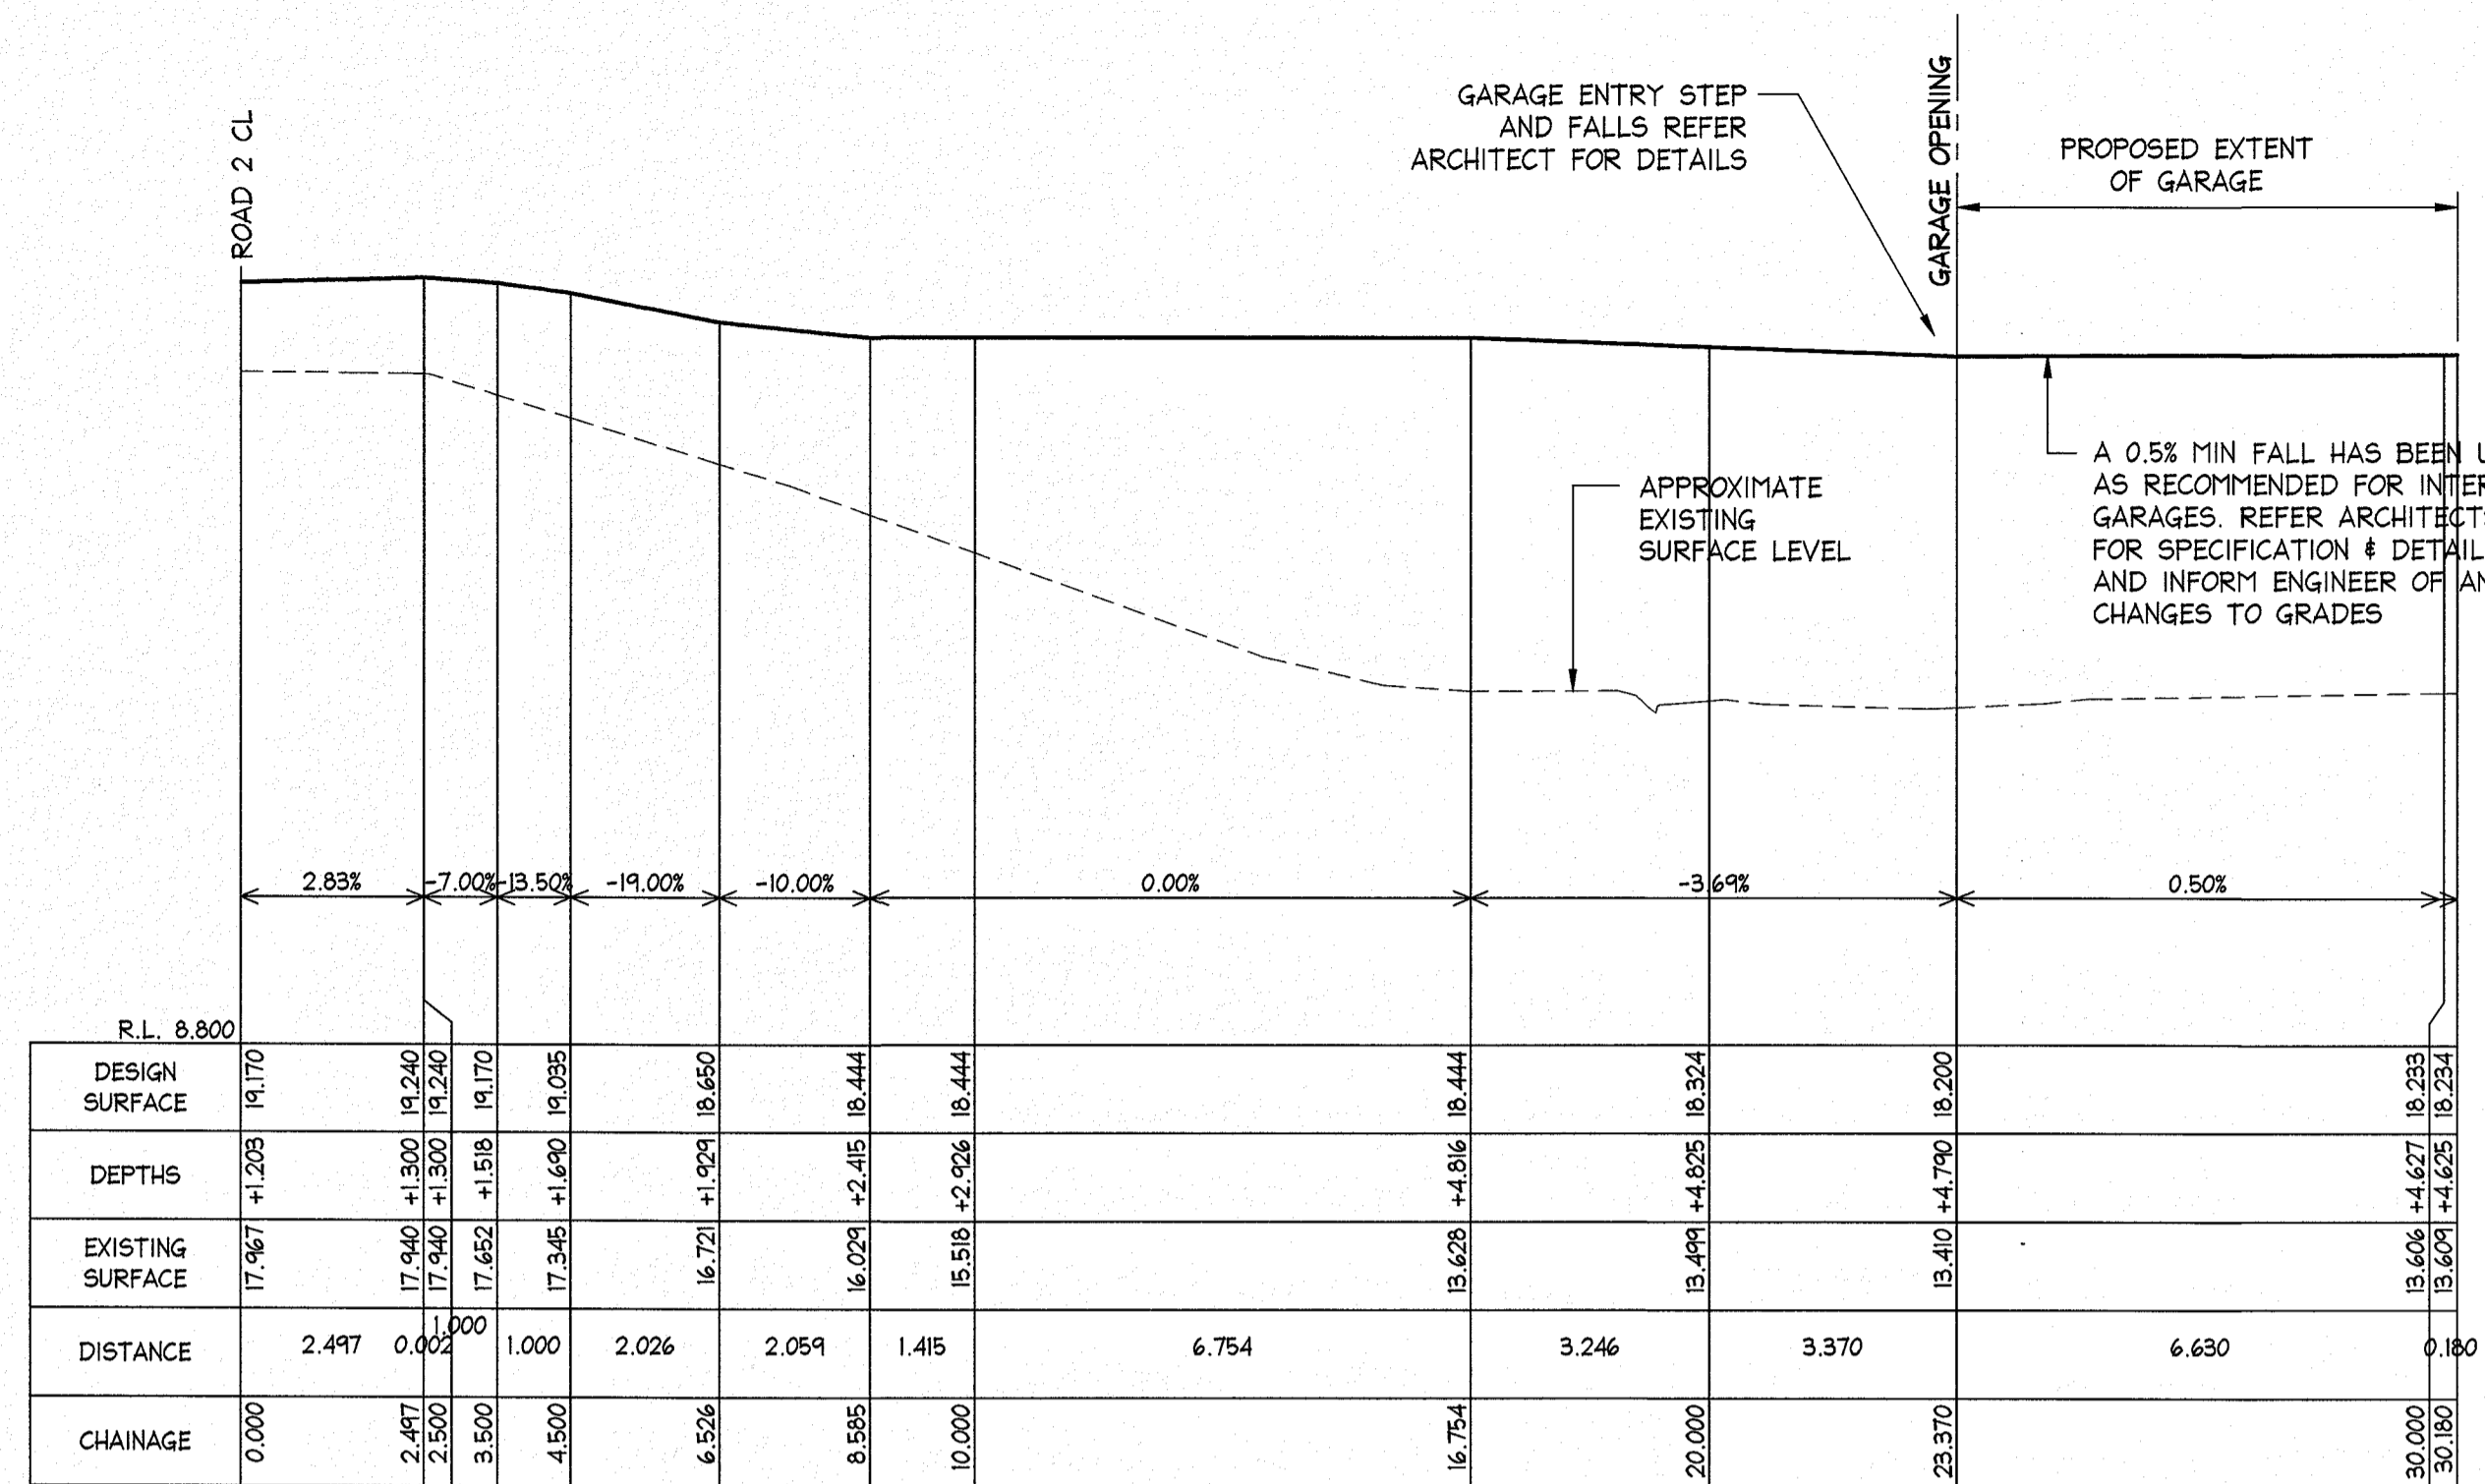 ROAD 2 CL
GARAGE ENTRY STEP
AND FALLS REFER
ARCHITECT FOR DETAILS
GARAGE OPENING
PROPOSED EXTENT
OF GARAGE
A 0.5% MIN FALL HAS BEEN
AS RECOMMENDED FOR
GARAGES. REFER
FOR SPECIFICATION &
AND INFORM ENGINEER OF
CHANGES TO GRADES
APPROXIMATE
EXISTING
SURFACE LEVEL
2.83% -7.00% -13.50% -19.00% -10.00% 0.00% -3.69% 0.50%
R.L. 8.800
DESIGN
SURFACE
19.170 19.240 19.240 19.170 19.035 18.650 18.444 18.444 18.444 18.324 18.200 18.233 18.234
DEPTHS
+1.203 +1.300 +1.300 +1.518 +1.690 +1.929 +2.415 +2.926 +4.816 +4.825 +4.790 +4.627 +4.625
EXISTING
SURFACE
17.967 17.940 17.940 17.652 17.345 16.721 16.029 15.518 13.628 13.499 13.410 13.606 13.609
DISTANCE
2.497 0.002 1.000 1.000 2.026 2.059 1.415 6.754 3.246 3.370 6.630 0.180
CHAINAGE
0.000 2.497 2.500 3.500 4.500 6.526 8.585 10.000 16.754 20.000 23.370 30.000 30.180